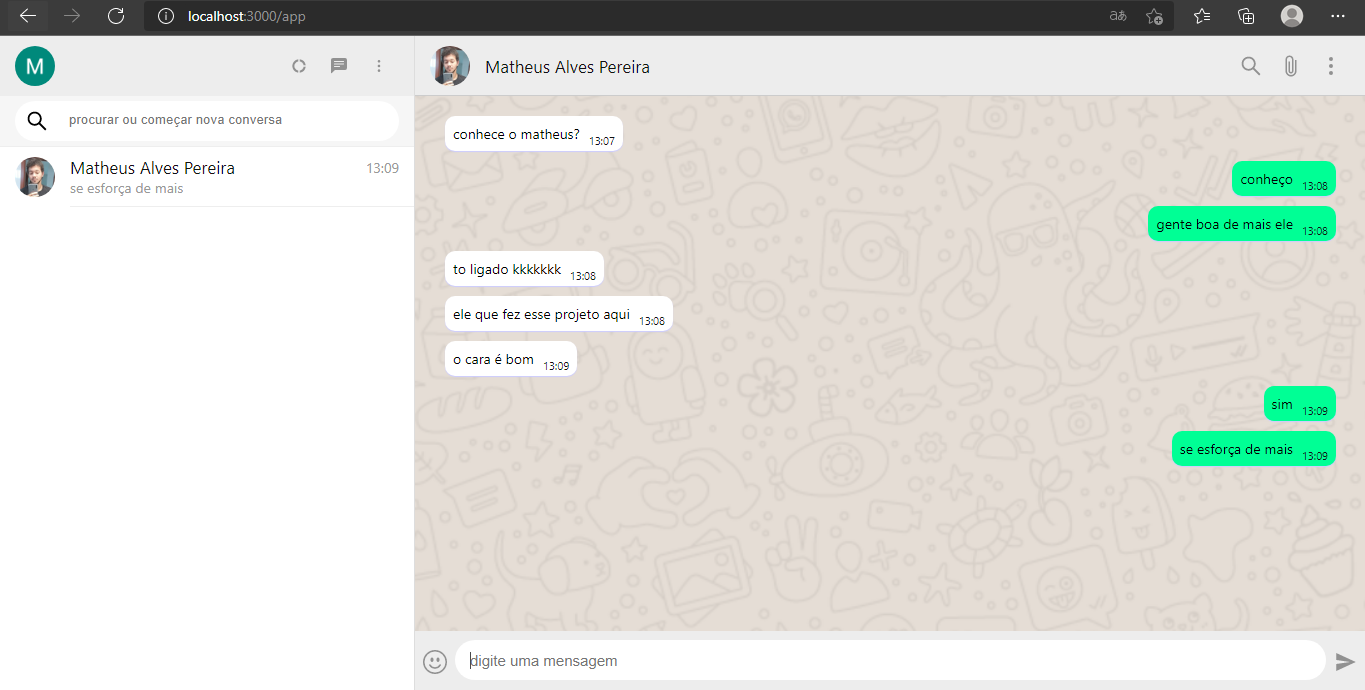 localhost:3000/app
aあ
M
procurar ou começar nova conversa
Matheus Alves Pereira 13:09
se esforça de mais
Matheus Alves Pereira
conhece o matheus? 13:07
conheço 13:08
gente boa de mais ele 13:08
to ligado kkkkkkk 13:08
ele que fez esse projeto aqui 13:08
o cara é bom 13:09
sim 13:09
se esforça de mais 13:09
digite uma mensagem